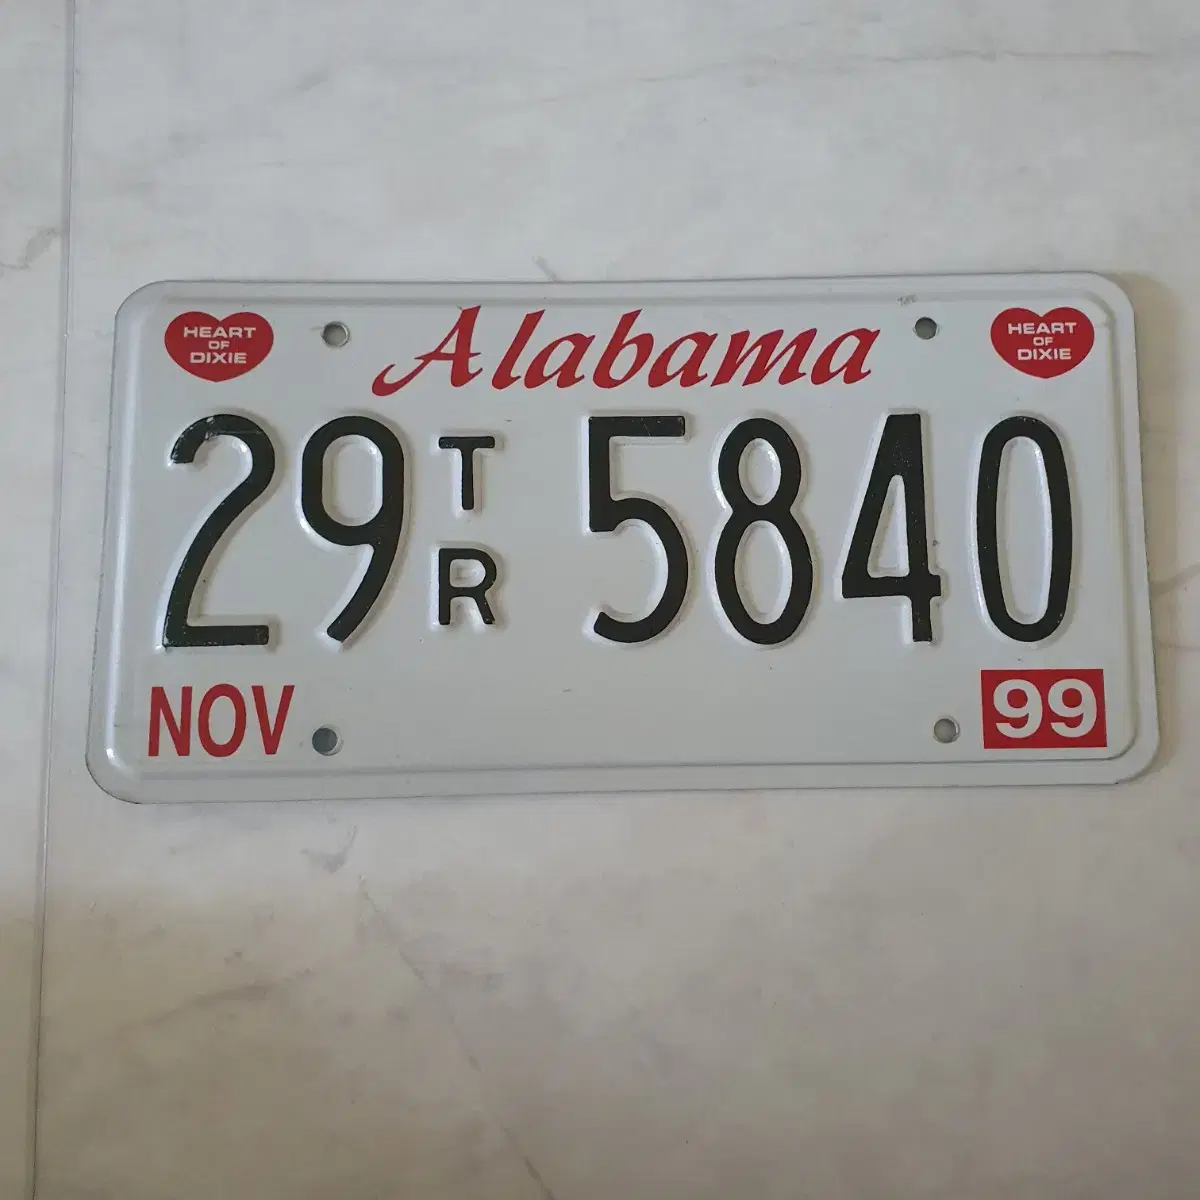 HEART
OF
DIXIE
Alabama
HEART
OF
DIXIE
29 TR 5840
NOV
99